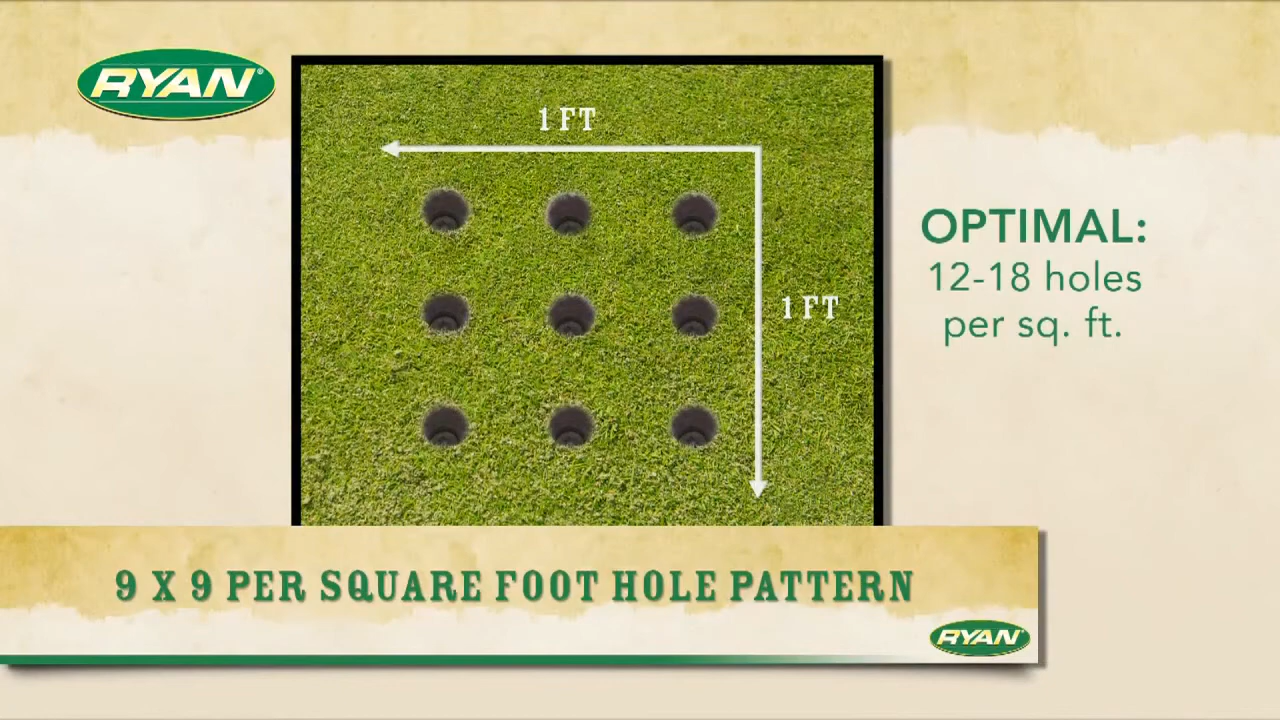 RYAN®
1 FT
1 FT
OPTIMAL:
12-18 holes
per sq. ft.
9 X 9 PER SQUARE FOOT HOLE PATTERN
RYAN®